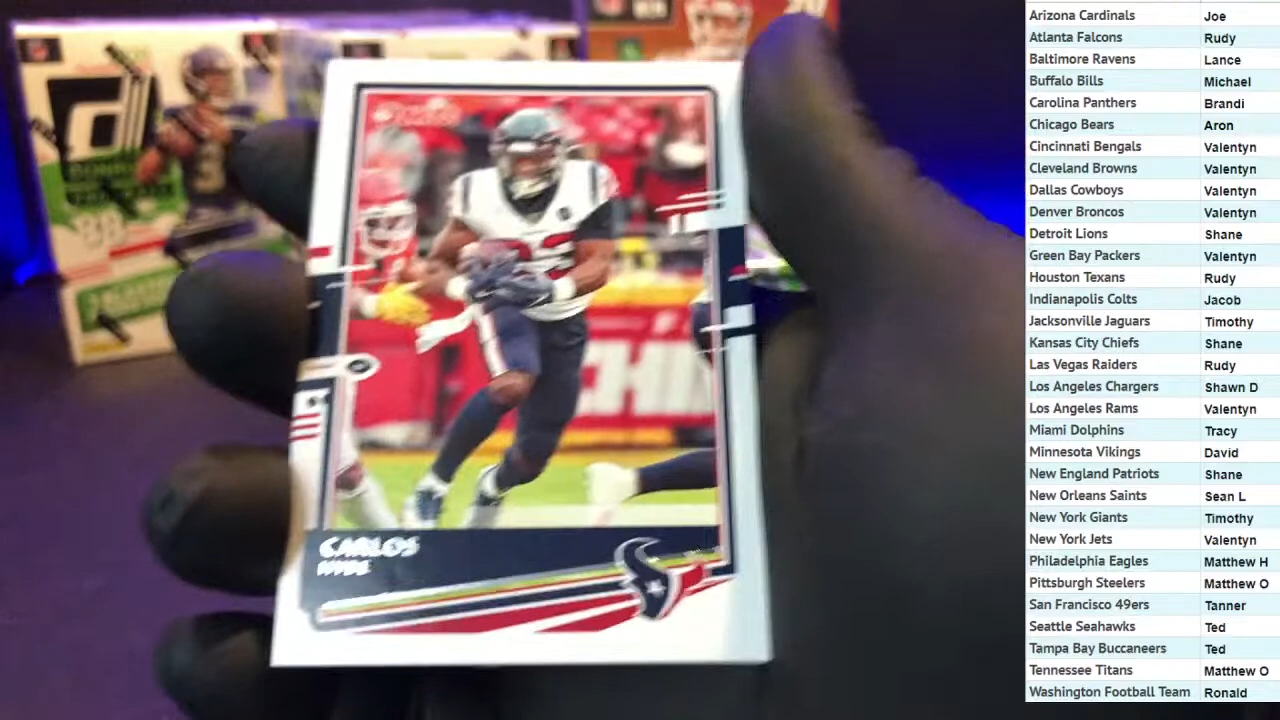 CARLOS
HYDE
Arizona Cardinals Joe
Atlanta Falcons Rudy
Baltimore Ravens Lance
Buffalo Bills Michael
Carolina Panthers Brandi
Chicago Bears Aron
Cincinnati Bengals Valentyn
Cleveland Browns Valentyn
Dallas Cowboys Valentyn
Denver Broncos Valentyn
Detroit Lions Shane
Green Bay Packers Valentyn
Houston Texans Rudy
Indianapolis Colts Jacob
Jacksonville Jaguars Timothy
Kansas City Chiefs Shane
Las Vegas Raiders Rudy
Los Angeles Chargers Shawn D
Los Angeles Rams Valentyn
Miami Dolphins Tracy
Minnesota Vikings David
New England Patriots Shane
New Orleans Saints Sean L
New York Giants Timothy
New York Jets Valentyn
Philadelphia Eagles Matthew H
Pittsburgh Steelers Matthew O
San Francisco 49ers Tanner
Seattle Seahawks Ted
Tampa Bay Buccaneers Ted
Tennessee Titans Matthew O
Washington Football Team Ronald